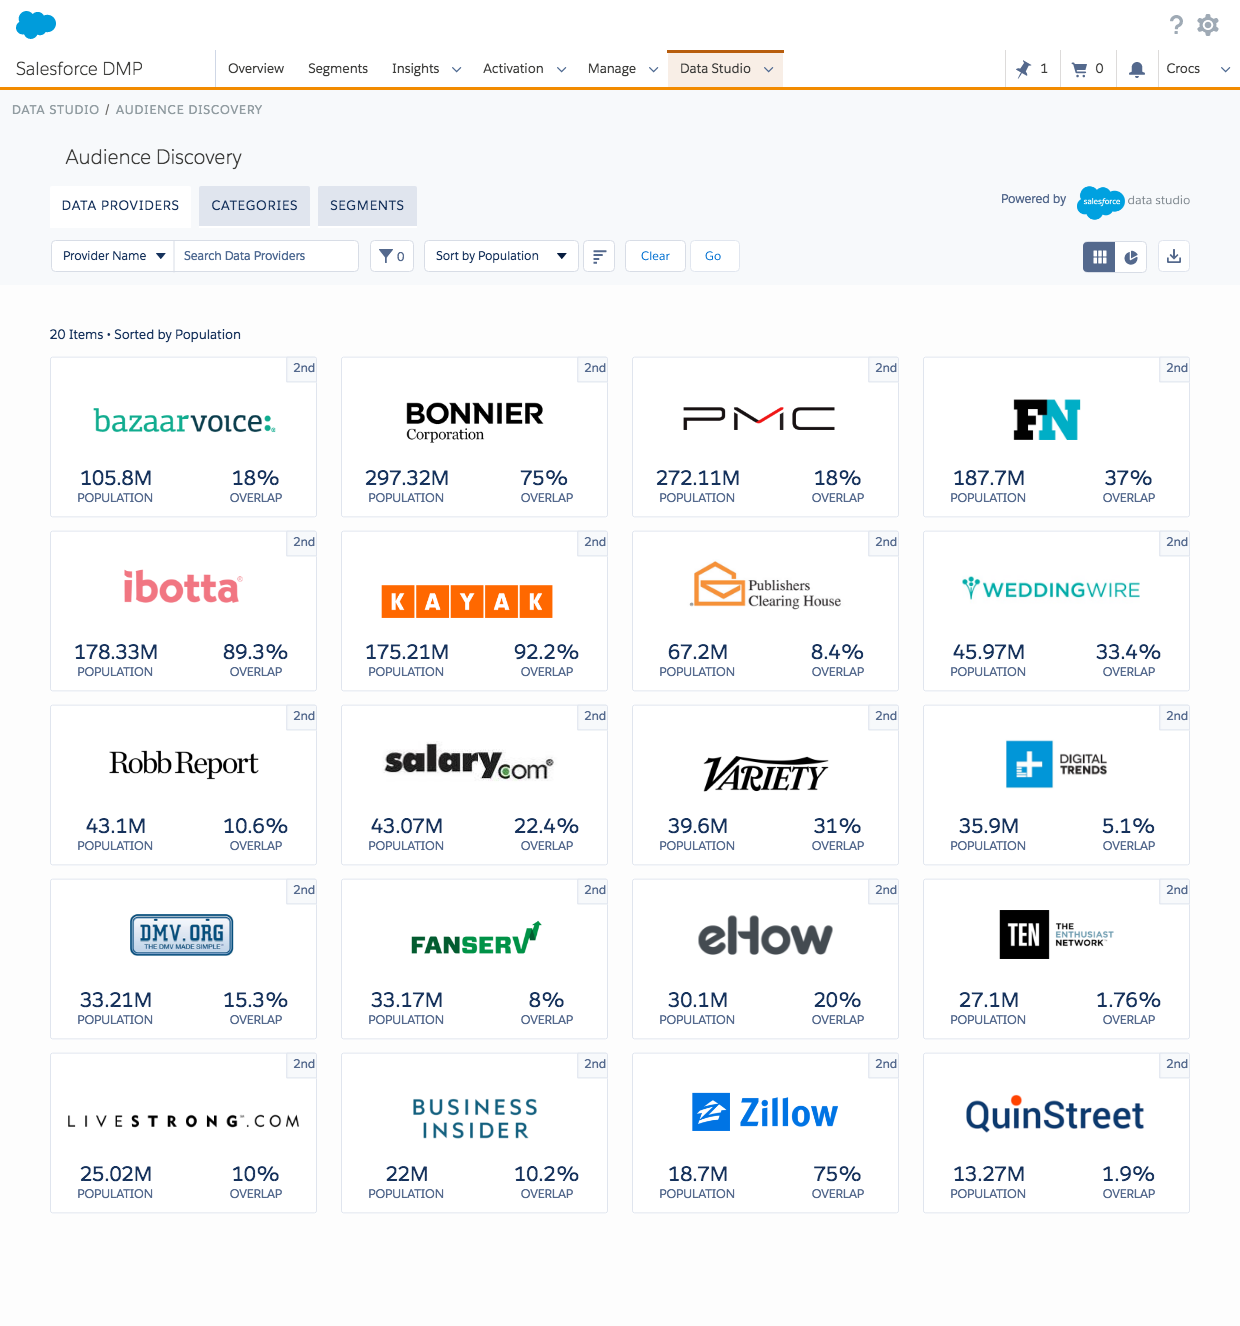 ?
Salesforce DMP
Overview Segments Insights Activation Manage Data Studio 1 0 Crocs
DATA STUDIO / AUDIENCE DISCOVERY
Audience Discovery
DATA PROVIDERS CATEGORIES SEGMENTS
Powered by salesforce data studio
Provider Name Search Data Providers 0 Sort by Population Clear Go
20 Items • Sorted by Population
2nd 2nd 2nd 2nd
bazaarvoice:® BONNIER Corporation PMC FN
105.8M 18% 297.32M 75% 272.11M 18% 187.7M 37%
POPULATION OVERLAP POPULATION OVERLAP POPULATION OVERLAP POPULATION OVERLAP
2nd 2nd 2nd 2nd
ibotta® KAYAK Publishers Clearing House WEDDINGWIRE
178.33M 89.3% 175.21M 92.2% 67.2M 8.4% 45.97M 33.4%
POPULATION OVERLAP POPULATION OVERLAP POPULATION OVERLAP POPULATION OVERLAP
2nd 2nd 2nd 2nd
Robb Report salary.com® VARIETY DIGITAL TRENDS
43.1M 10.6% 43.07M 22.4% 39.6M 31% 35.9M 5.1%
POPULATION OVERLAP POPULATION OVERLAP POPULATION OVERLAP POPULATION OVERLAP
2nd 2nd 2nd 2nd
DMV.ORG THE DMV MADE SIMPLE™ FANSERV eHow TEN THE ENTHUSIAST NETWORK™
33.21M 15.3% 33.17M 8% 30.1M 20% 27.1M 1.76%
POPULATION OVERLAP POPULATION OVERLAP POPULATION OVERLAP POPULATION OVERLAP
2nd 2nd 2nd 2nd
LIVESTRONG™.COM BUSINESS INSIDER Zillow QuinStreet
25.02M 10% 22M 10.2% 18.7M 75% 13.27M 1.9%
POPULATION OVERLAP POPULATION OVERLAP POPULATION OVERLAP POPULATION OVERLAP